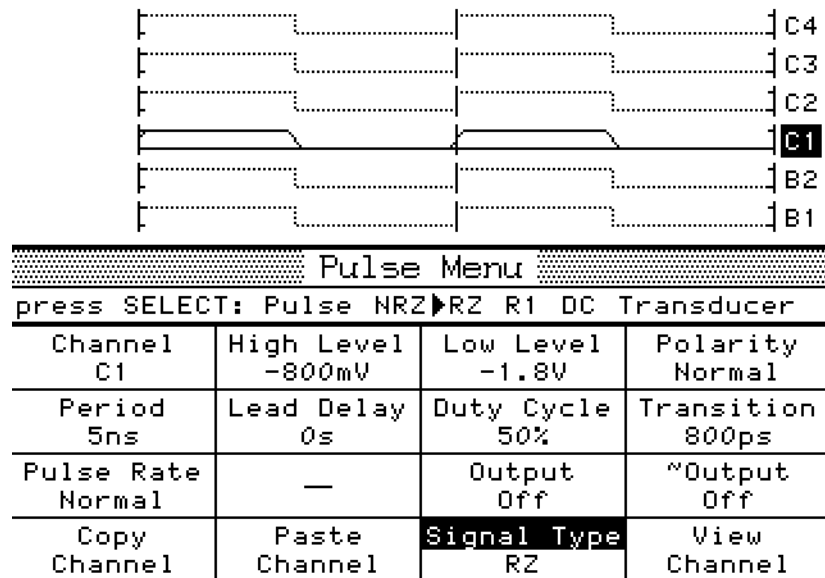 C4
C3
C2
C1
B2
B1
Pulse Menu
press SELECT: Pulse NRZ▶RZ R1 DC Transducer
Channel High Level Low Level Polarity
C1 -800mV -1.8V Normal
Period Lead Delay Duty Cycle Transition
5ns 0s 50% 800ps
Pulse Rate — Output ~Output
Normal Off Off
Copy Paste Signal Type View
Channel Channel RZ Channel